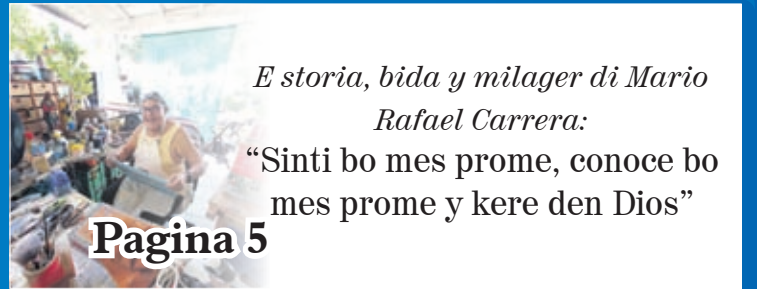 E storia, bida y milager di Mario
Rafael Carrera:
“Sinti bo mes prome, conoce bo
mes prome y kere den Dios”
Pagina 5